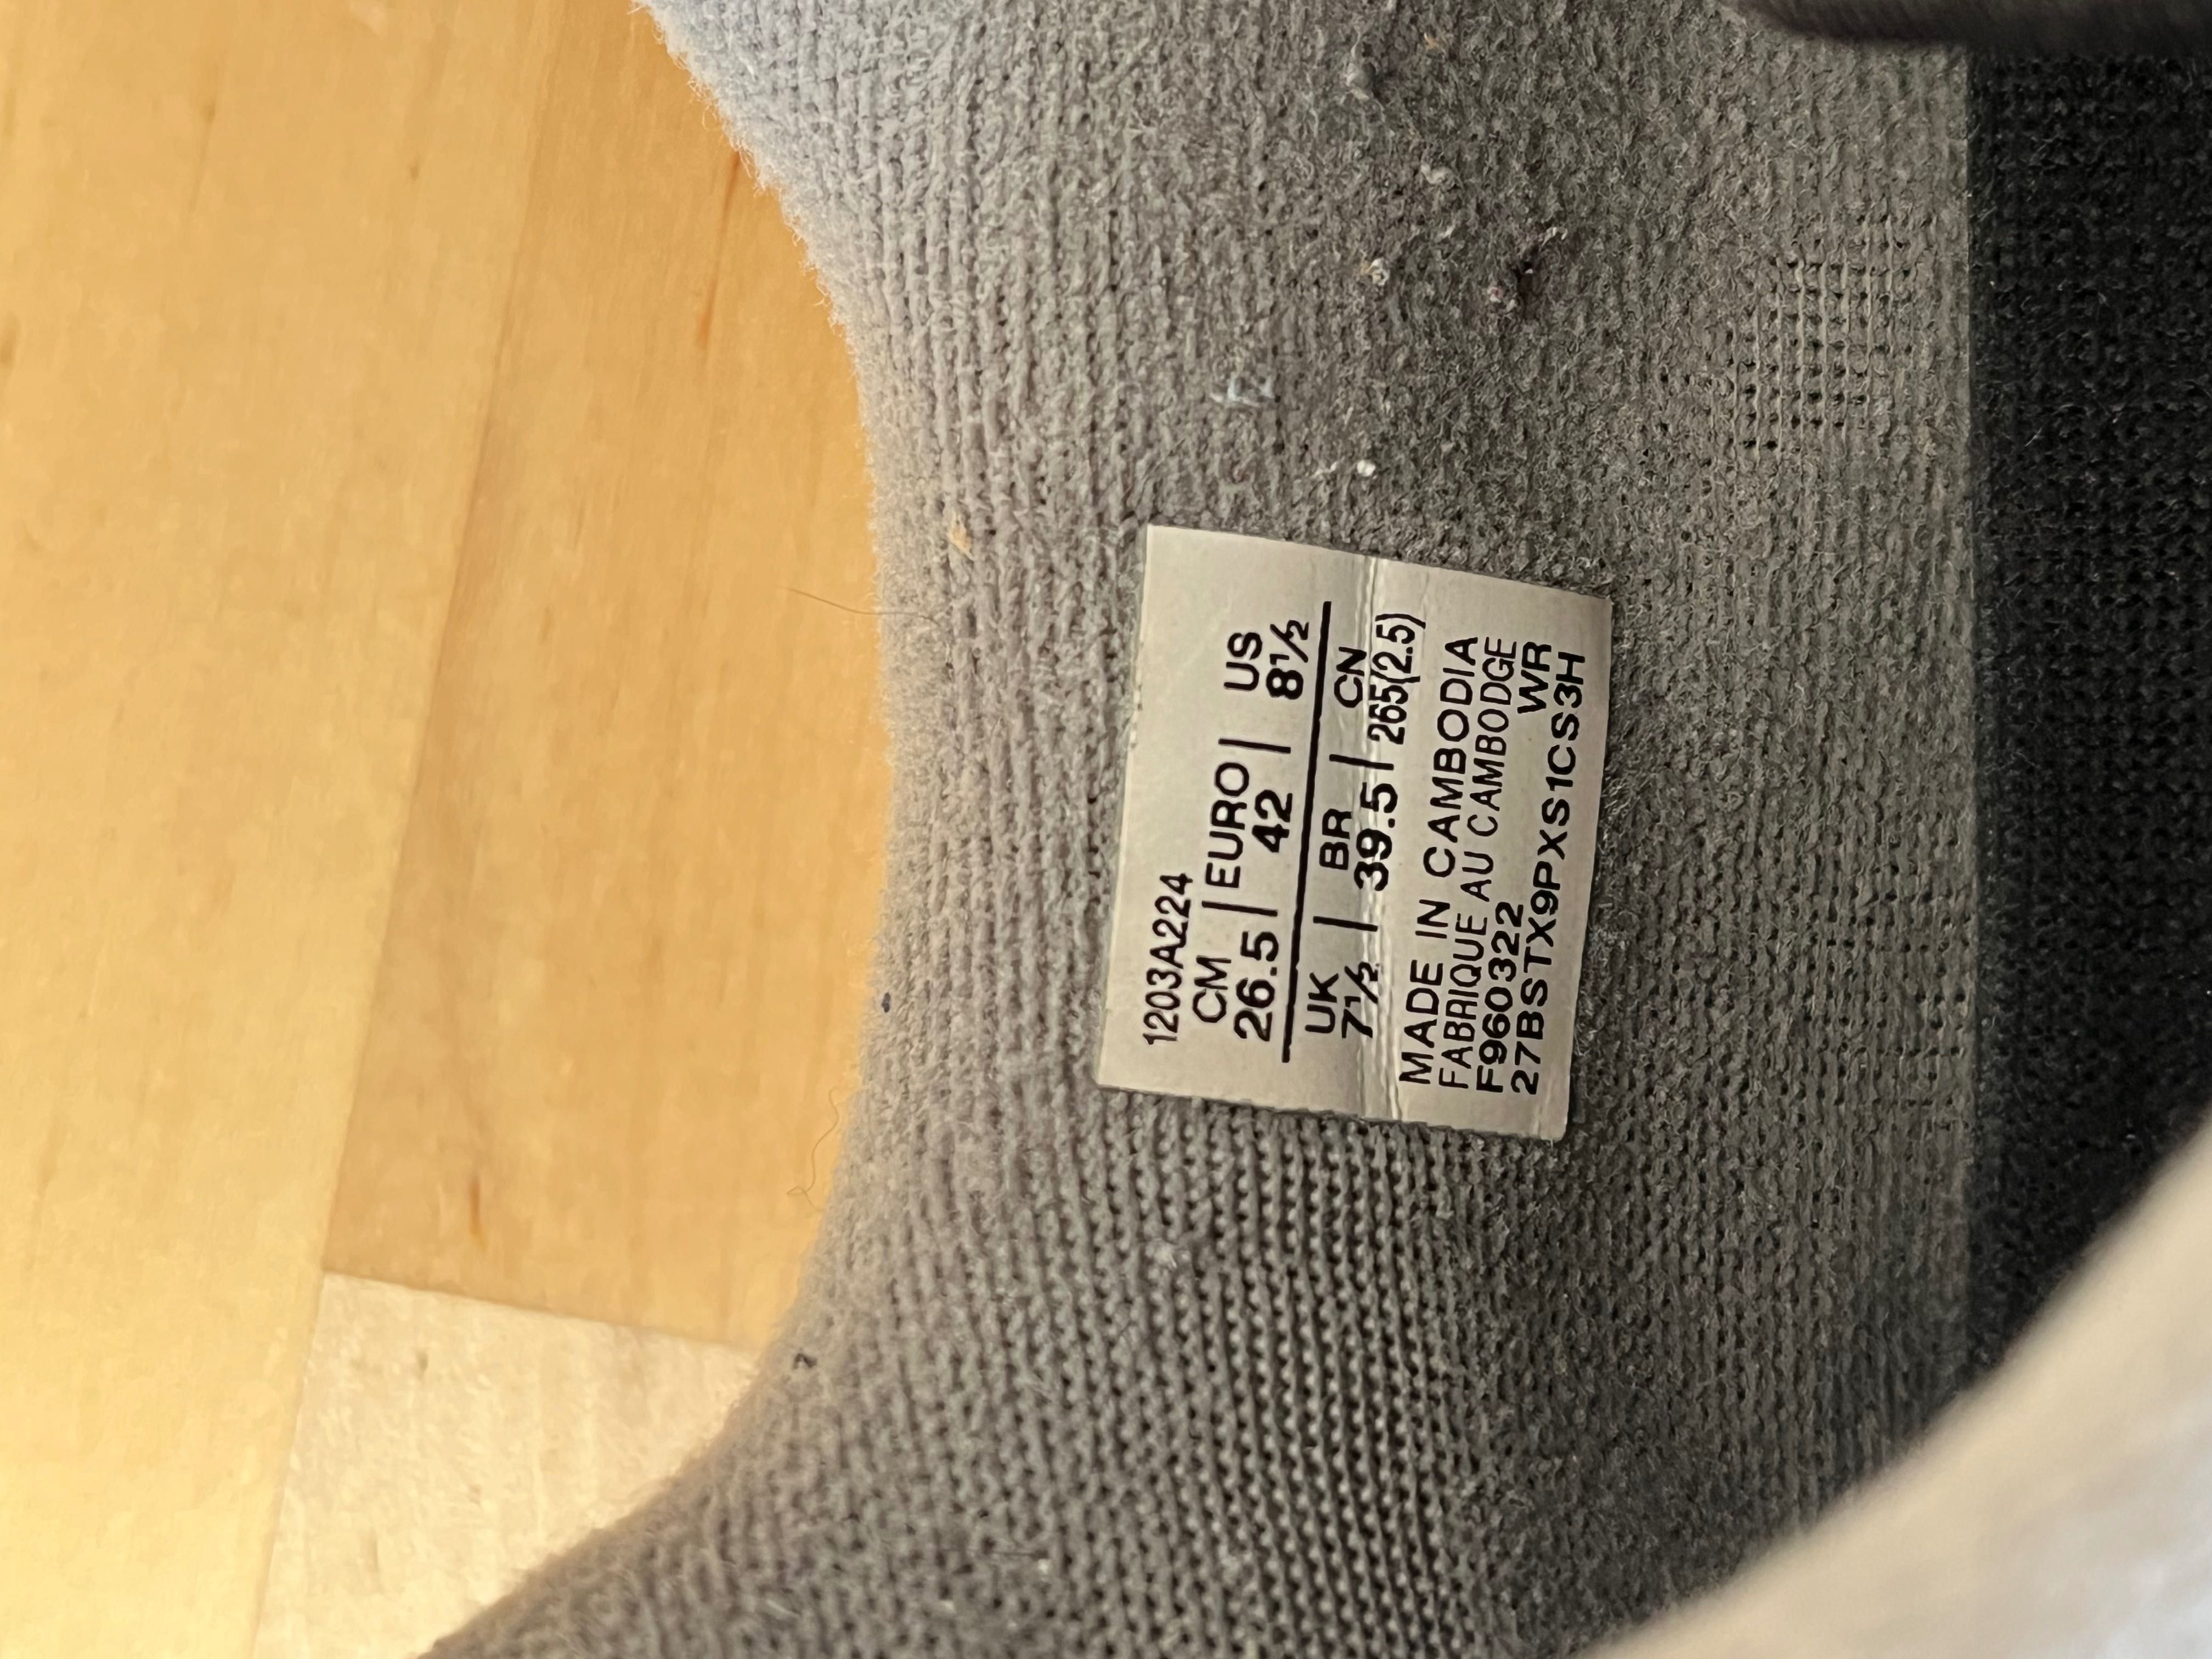 1203A224
CM | EURO | US
26.5 | 42 | 8½
UK | BR | CN
7½ | 39.5 | 265(2.5)
MADE IN CAMBODIA
FABRIQUE AU CAMBODGE
F960322 WR
27BSTX9PXS1CS3H